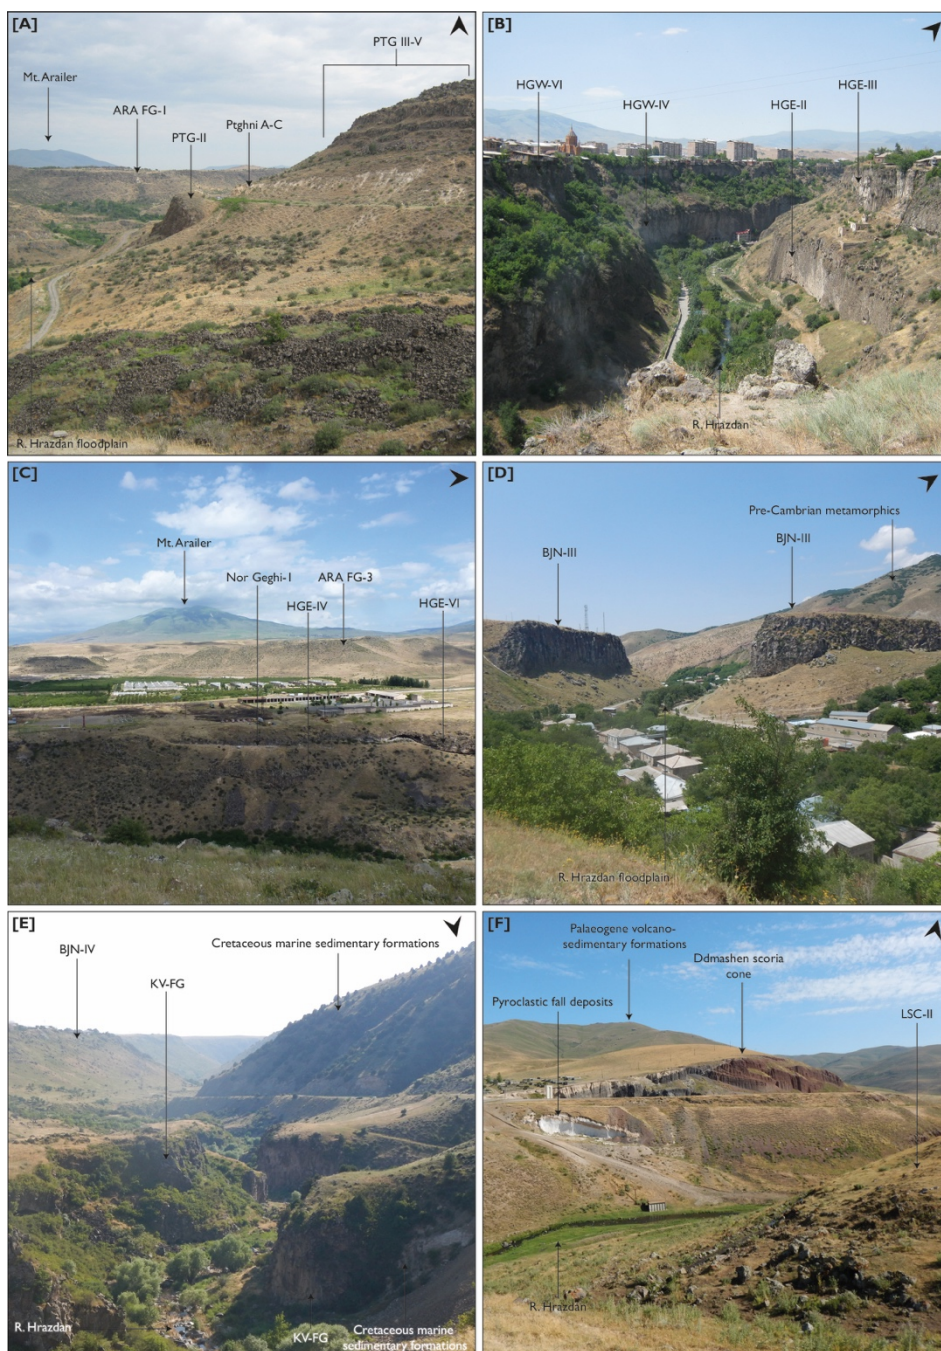 [A]
PTG III-V
Mt. Arailer
ARA FG-1
Ptghni A-C
PTG-II
R. Hrazdan floodplain
[B]
HGW-VI
HGW-IV
HGE-II
HGE-III
R. Hrazdan
[C]
Mt. Arailer
Nor Geghi-1
ARA FG-3
HGE-IV
HGE-VI
[D]
Pre-Cambrian metamorphics
BJN-III
BJN-III
R. Hrazdan floodplain
[E]
BJN-IV
Cretaceous marine sedimentary formations
KV-FG
R. Hrazdan
KV-FG
Cretaceous marine
sedimentary formations
[F]
Palaeogene volcano-
sedimentary formations
Ddmashen scoria
cone
Pyroclastic fall deposits
LSC-II
R. Hrazdan